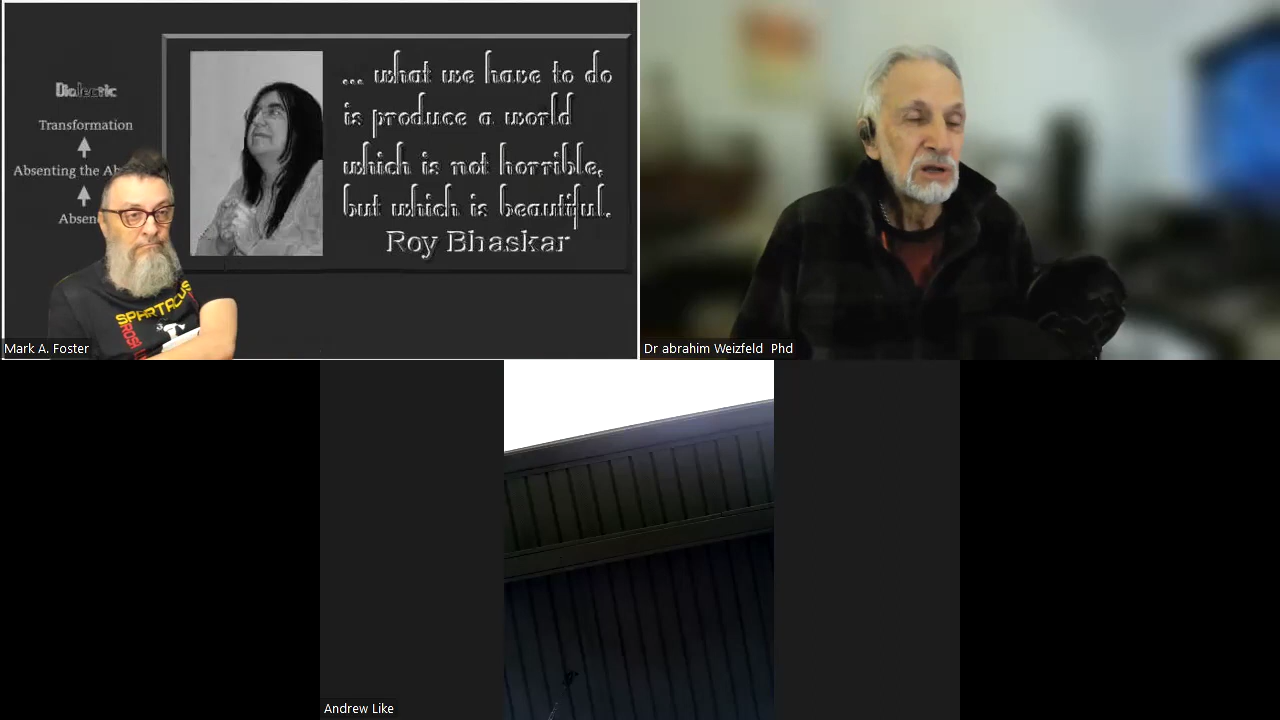 Dialectic
Transformation
Absenting the Ab
Absen
... what we have to do
is produce a world
which is not horrible,
but which is beautiful.
Roy Bhaskar
SPARTACUS
Mark A. Foster
Dr abrahim Weizfeld  Phd
Andrew Like